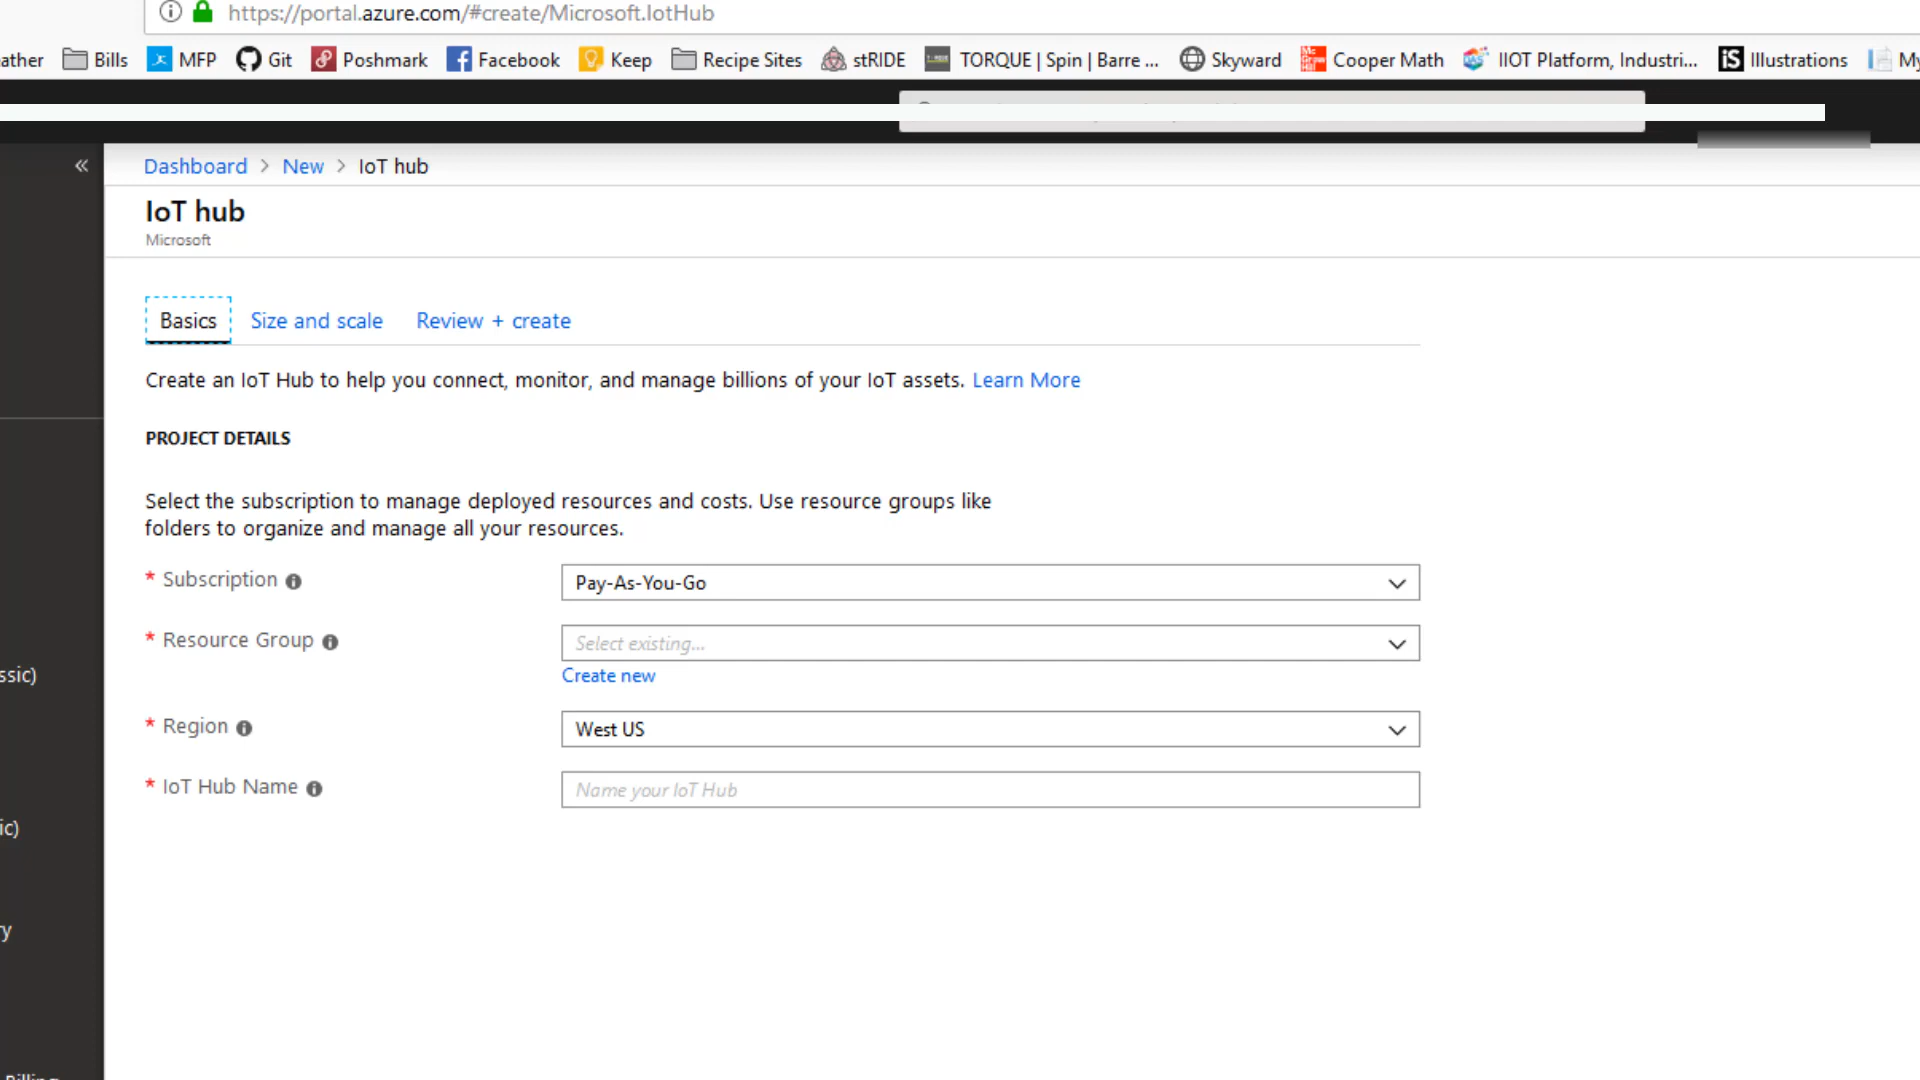 https://portal.azure.com/#create/Microsoft.IotHub
ather Bills MFP Git Poshmark Facebook Keep Recipe Sites stRIDE TORQUE | Spin | Barre ... Skyward Cooper Math IIOT Platform, Industri... iS Illustrations My
« Dashboard > New > IoT hub
IoT hub
Microsoft
Basics Size and scale Review + create
Create an IoT Hub to help you connect, monitor, and manage billions of your IoT assets. Learn More
PROJECT DETAILS
Select the subscription to manage deployed resources and costs. Use resource groups like
folders to organize and manage all your resources.
* Subscription Pay-As-You-Go
* Resource Group Select existing...
Create new
ssic)
* Region West US
* IoT Hub Name Name your IoT Hub
ic)
ry
Billing